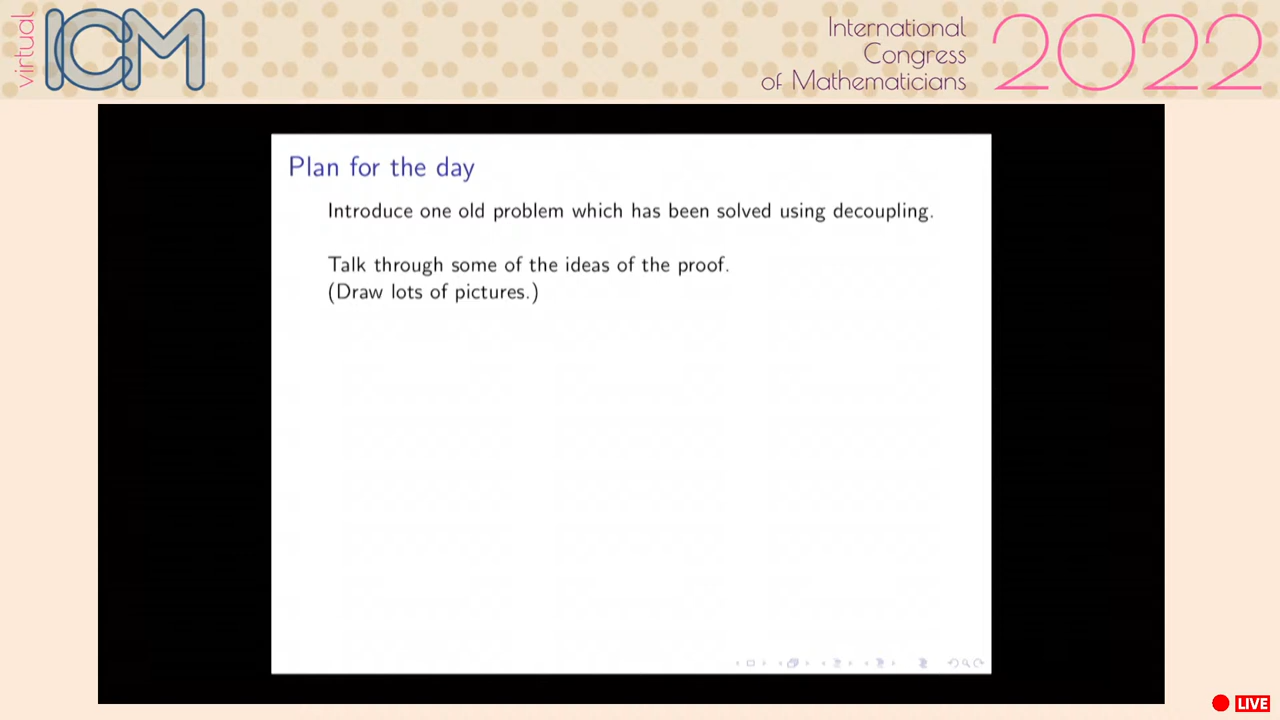 virtual
ICM
International
Congress
of Mathematicians
2022
Plan for the day
Introduce one old problem which has been solved using decoupling.
Talk through some of the ideas of the proof.
(Draw lots of pictures.)
LIVE